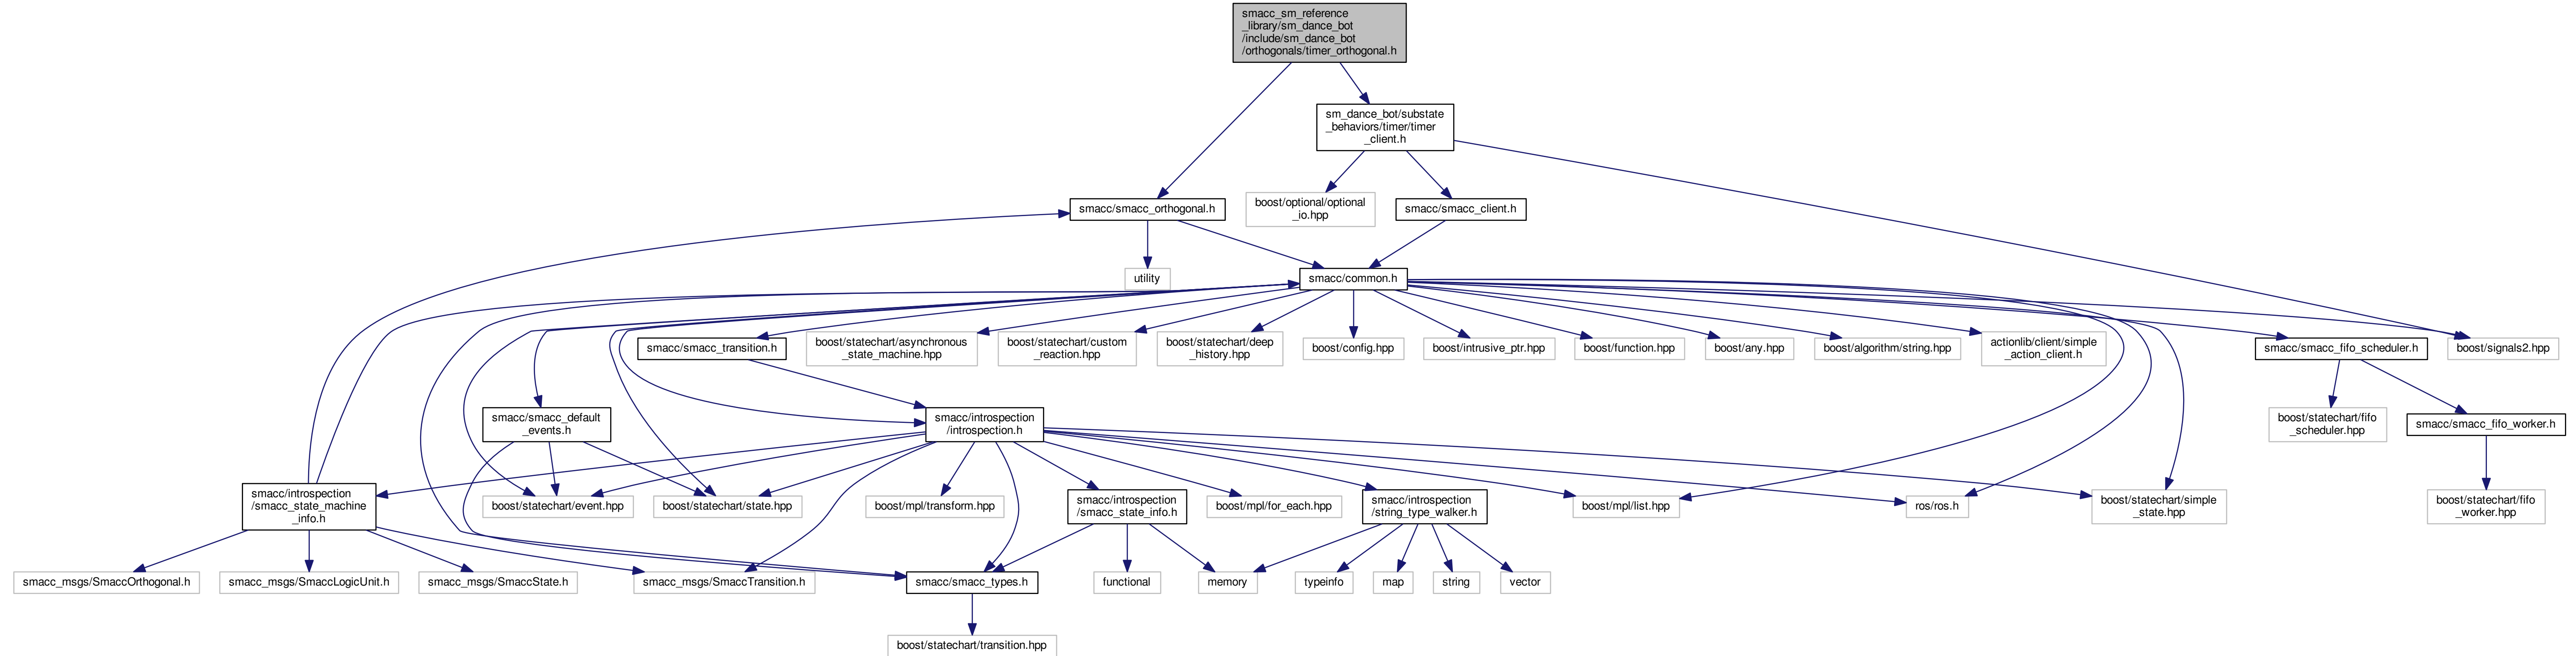 smacc_sm_reference
_library/sm_dance_bot
/include/sm_dance_bot
/orthogonals/timer_orthogonal.h
sm_dance_bot/substate
_behaviors/timer/timer
_client.h
smacc/smacc_orthogonal.h
boost/optional/optional
_io.hpp
smacc/smacc_client.h
utility
smacc/common.h
smacc/smacc_transition.h
boost/statechart/asynchronous
_state_machine.hpp
boost/statechart/custom
_reaction.hpp
boost/statechart/deep
_history.hpp
boost/config.hpp
boost/intrusive_ptr.hpp
boost/function.hpp
boost/any.hpp
boost/algorithm/string.hpp
actionlib/client/simple
_action_client.h
smacc/smacc_fifo_scheduler.h
boost/signals2.hpp
smacc/smacc_default
_events.h
smacc/introspection
/introspection.h
boost/statechart/fifo
_scheduler.hpp
smacc/smacc_fifo_worker.h
smacc/introspection
/smacc_state_machine
_info.h
boost/statechart/event.hpp
boost/statechart/state.hpp
boost/mpl/transform.hpp
smacc/introspection
/smacc_state_info.h
boost/mpl/for_each.hpp
smacc/introspection
/string_type_walker.h
boost/mpl/list.hpp
ros/ros.h
boost/statechart/simple
_state.hpp
boost/statechart/fifo
_worker.hpp
smacc_msgs/SmaccOrthogonal.h
smacc_msgs/SmaccLogicUnit.h
smacc_msgs/SmaccState.h
smacc_msgs/SmaccTransition.h
smacc/smacc_types.h
functional
memory
typeinfo
map
string
vector
boost/statechart/transition.hpp